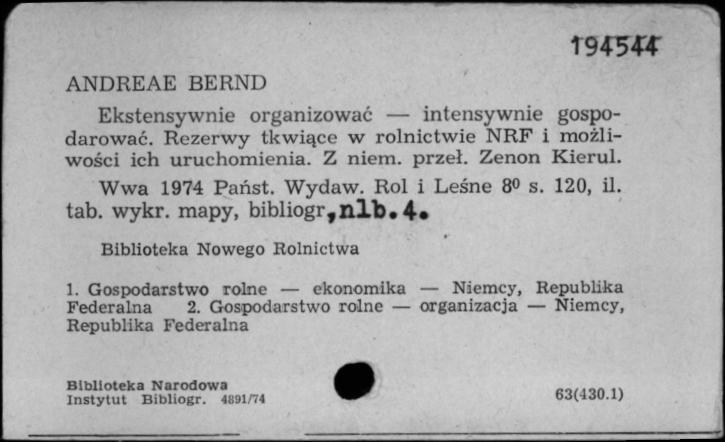 194544
ANDREAE BERND
Ekstensywnie organizować — intensywnie gospo-
darować. Rezerwy tkwiące w rolnictwie NRF i możli-
wości ich uruchomienia. Z niem. przeł. Zenon Kierul.
Wwa 1974 Państ. Wydaw. Rol i Leśne 8⁰ s. 120, il.
tab. wykr. mapy, bibliogr, nlb. 4.
Biblioteka Nowego Rolnictwa
1. Gospodarstwo rolne — ekonomika — Niemcy, Republika
Federalna 2. Gospodarstwo rolne — organizacja — Niemcy,
Republika Federalna
Biblioteka Narodowa
Instytut Bibliogr. 4891/74
63(430.1)